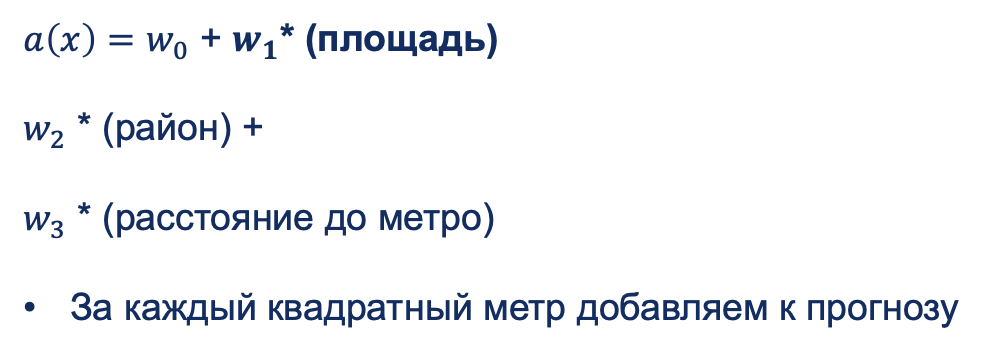 a(x) = w₀ + w₁* (площадь)
w₂ * (район) +
w₃ * (расстояние до метро)
• За каждый квадратный метр добавляем к прогнозу